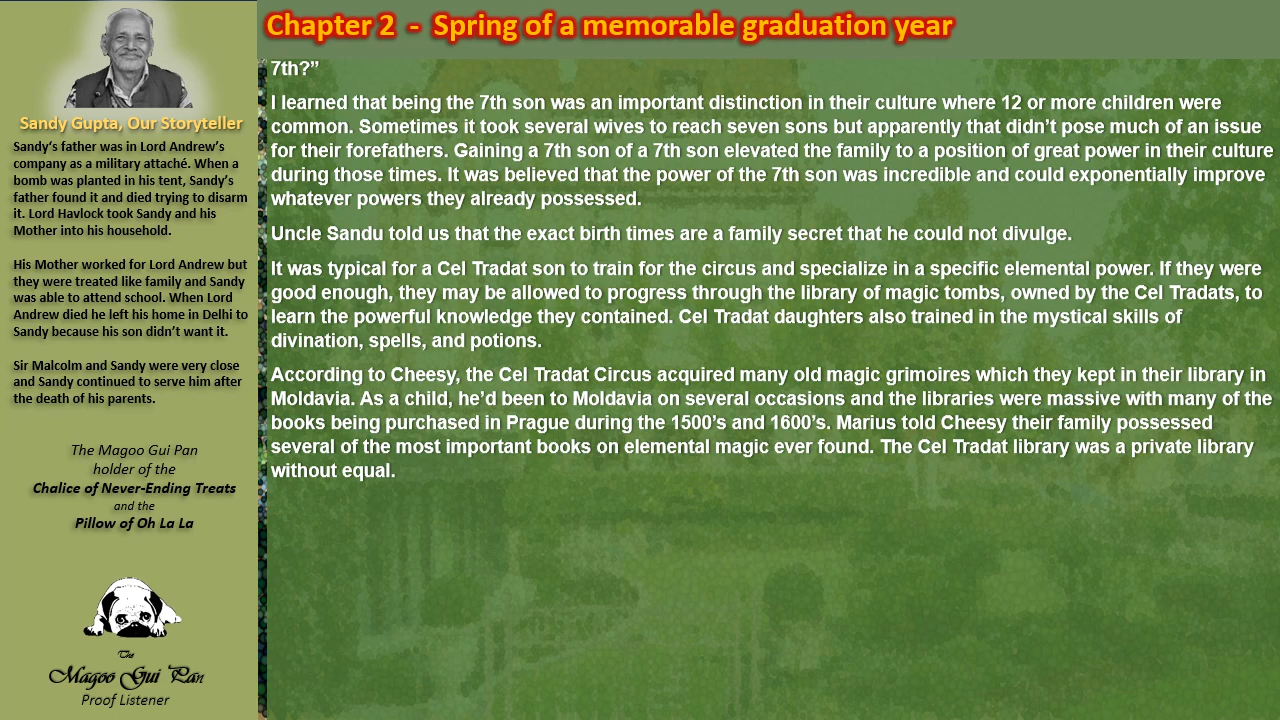 Chapter 2 - Spring of a memorable graduation year
Sandy Gupta, Our Storyteller
Sandy‘s father was in Lord Andrew’s
company as a military attaché. When a
bomb was planted in his tent, Sandy’s
father found it and died trying to disarm
it. Lord Havlock took Sandy and his
Mother into his household.
His Mother worked for Lord Andrew but
they were treated like family and Sandy
was able to attend school. When Lord
Andrew died he left his home in Delhi to
Sandy because his son didn’t want it.
Sir Malcolm and Sandy were very close
and Sandy continued to serve him after
the death of his parents.
The Magoo Gui Pan
holder of the
Chalice of Never-Ending Treats
and the
Pillow of Oh La La
The
Magoo Gui Pan
Proof Listener
7th?”
I learned that being the 7th son was an important distinction in their culture where 12 or more children were
common. Sometimes it took several wives to reach seven sons but apparently that didn’t pose much of an issue
for their forefathers. Gaining a 7th son of a 7th son elevated the family to a position of great power in their culture
during those times. It was believed that the power of the 7th son was incredible and could exponentially improve
whatever powers they already possessed.
Uncle Sandu told us that the exact birth times are a family secret that he could not divulge.
It was typical for a Cel Tradat son to train for the circus and specialize in a specific elemental power. If they were
good enough, they may be allowed to progress through the library of magic tombs, owned by the Cel Tradats, to
learn the powerful knowledge they contained. Cel Tradat daughters also trained in the mystical skills of
divination, spells, and potions.
According to Cheesy, the Cel Tradat Circus acquired many old magic grimoires which they kept in their library in
Moldavia. As a child, he’d been to Moldavia on several occasions and the libraries were massive with many of the
books being purchased in Prague during the 1500’s and 1600’s. Marius told Cheesy their family possessed
several of the most important books on elemental magic ever found. The Cel Tradat library was a private library
without equal.